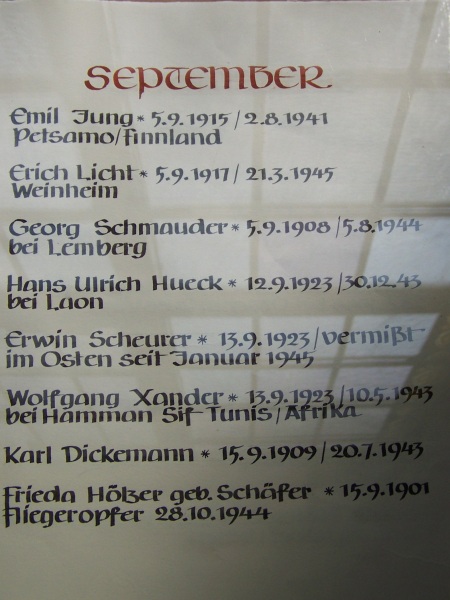 SEPTEMBER
Emil Jung * 5.9.1915 / 2.8.1941
Petsamo/Finnland
Erich Licht * 5.9.1917 / 21.3.1945
Weinheim
Georg Schmauder * 5.9.1908 / 5.8.1944
bei Lemberg
Hans Ulrich Hueck * 12.9.1923 / 30.12.43
bei Laon
Erwin Scheurer * 13.9.1923 / vermißt
im Osten seit Januar 1945
Wolfgang Xander * 13.9.1923 / 10.5.1943
bei Hamman Sif-Tunis / Afrika
Karl Dickemann * 15.9.1909 / 20.7.1943
Frieda Hölzer geb. Schäfer * 15.9.1901
Fliegeropfer 28.10.1944